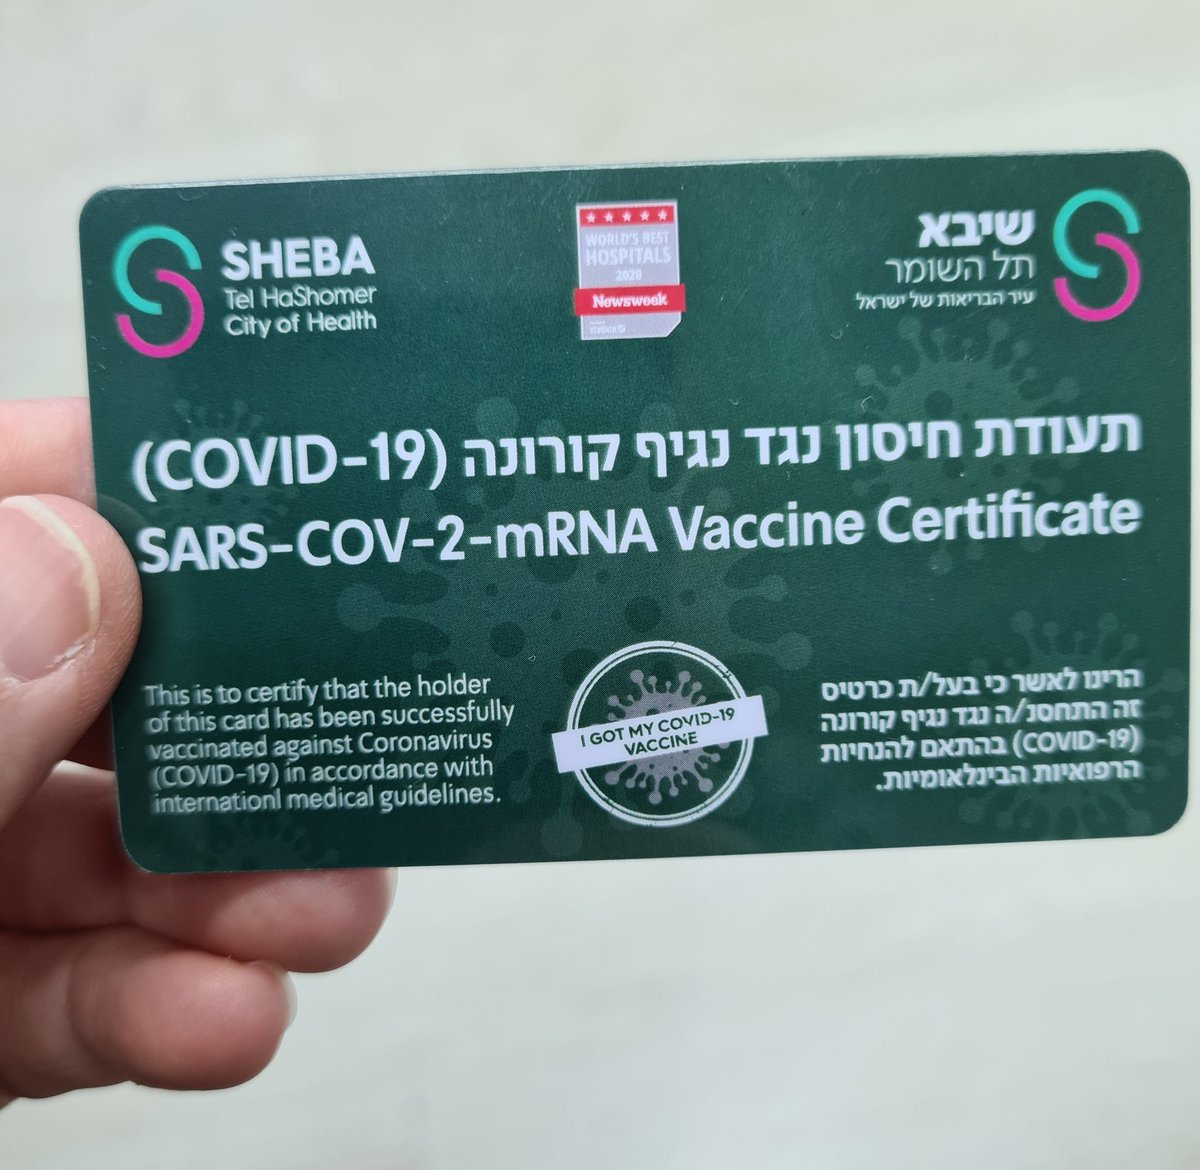 SHEBA
Tel HaShomer
City of Health
★★★★★
WORLD'S BEST
HOSPITALS
2020
Newsweek
שיבא
תל השומר
עיר הבריאות של ישראל
תעודת חיסון נגד נגיף קורונה (COVID-19)
SARS-COV-2-mRNA Vaccine Certificate
This is to certify that the holder
of this card has been successfully
vaccinated against Coronavirus
(COVID-19) in accordance with
internationl medical guidelines.
I GOT MY COVID-19
VACCINE
הרינו לאשר כי בעל/ת כרטיס
זה התחסנ/ה נגד נגיף קורונה
(COVID-19) בהתאם להנחיות
הרפואיות הבינלאומיות.